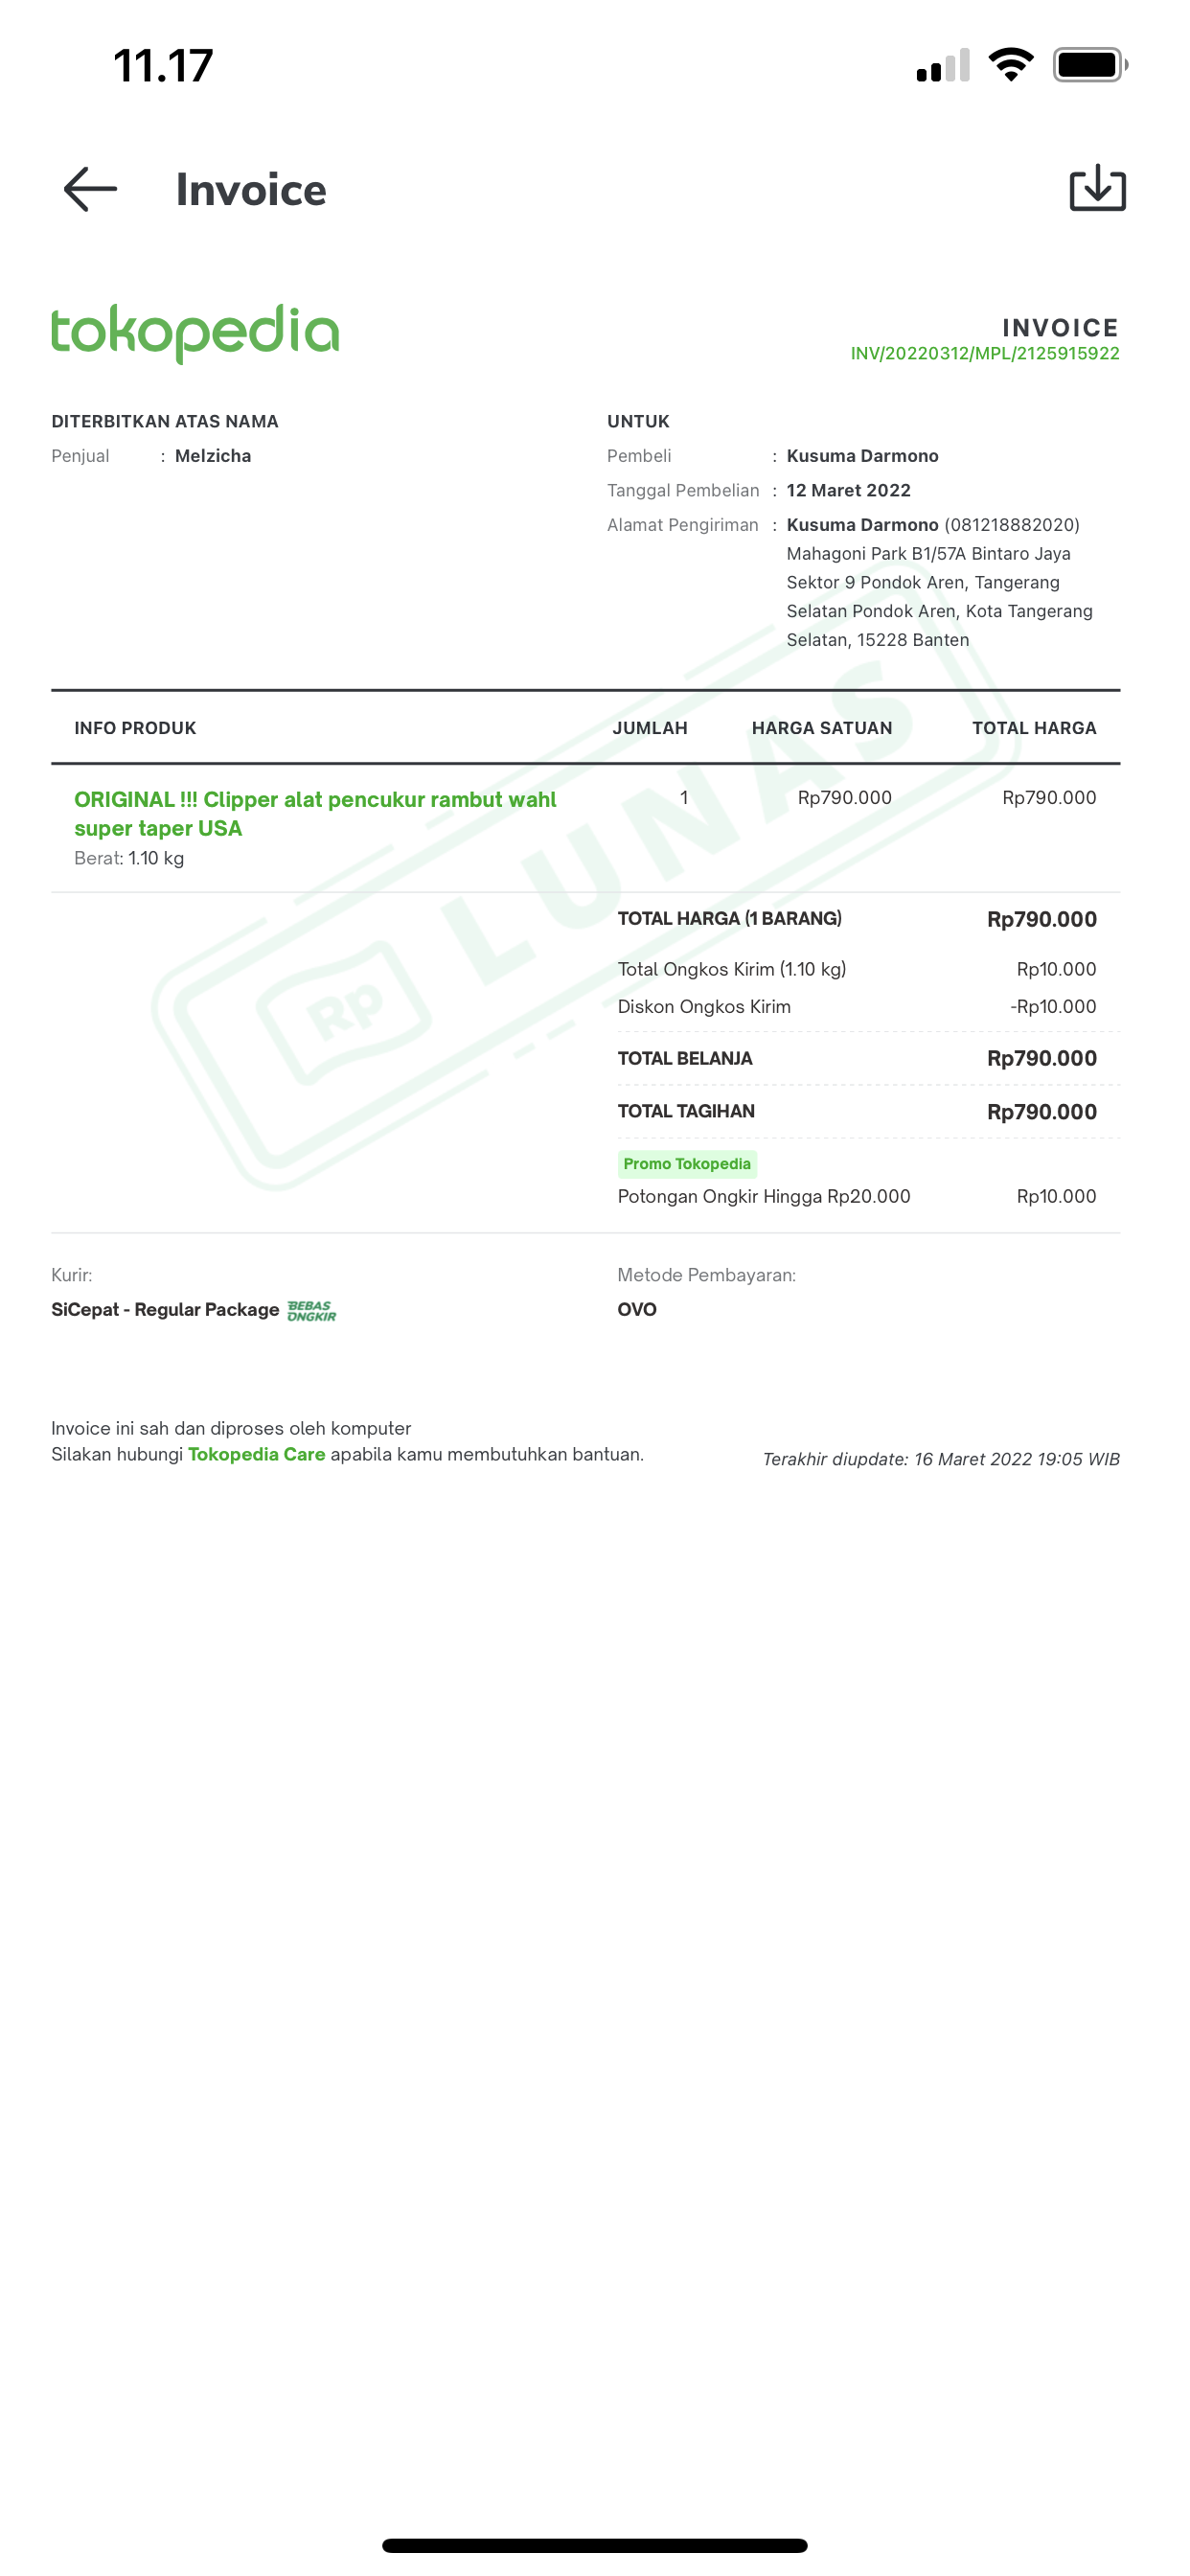 11.17
Invoice
tokopedia
INVOICE
INV/20220312/MPL/2125915922
DITERBITKAN ATAS NAMA
Penjual : Melzicha
UNTUK
Pembeli : Kusuma Darmono
Tanggal Pembelian : 12 Maret 2022
Alamat Pengiriman : Kusuma Darmono (081218882020)
Mahagoni Park B1/57A Bintaro Jaya
Sektor 9 Pondok Aren, Tangerang
Selatan Pondok Aren, Kota Tangerang
Selatan, 15228 Banten
INFO PRODUK JUMLAH HARGA SATUAN TOTAL HARGA
ORIGINAL !!! Clipper alat pencukur rambut wahl 1 Rp790.000 Rp790.000
super taper USA
Berat: 1.10 kg
Rp LUNAS
TOTAL HARGA (1 BARANG) Rp790.000
Total Ongkos Kirim (1.10 kg) Rp10.000
Diskon Ongkos Kirim -Rp10.000
TOTAL BELANJA Rp790.000
TOTAL TAGIHAN Rp790.000
Promo Tokopedia
Potongan Ongkir Hingga Rp20.000 Rp10.000
Kurir:
SiCepat - Regular Package BEBAS ONGKIR
Metode Pembayaran:
OVO
Invoice ini sah dan diproses oleh komputer
Silakan hubungi Tokopedia Care apabila kamu membutuhkan bantuan.
Terakhir diupdate: 16 Maret 2022 19:05 WIB